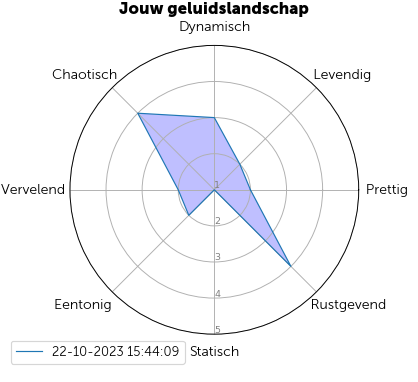 Jouw geluidslandschap
Dynamisch
Chaotisch
Levendig
Vervelend
1
Prettig
2
3
4
Eentonig
Rustgevend
5
22-10-2023 15:44:09
Statisch